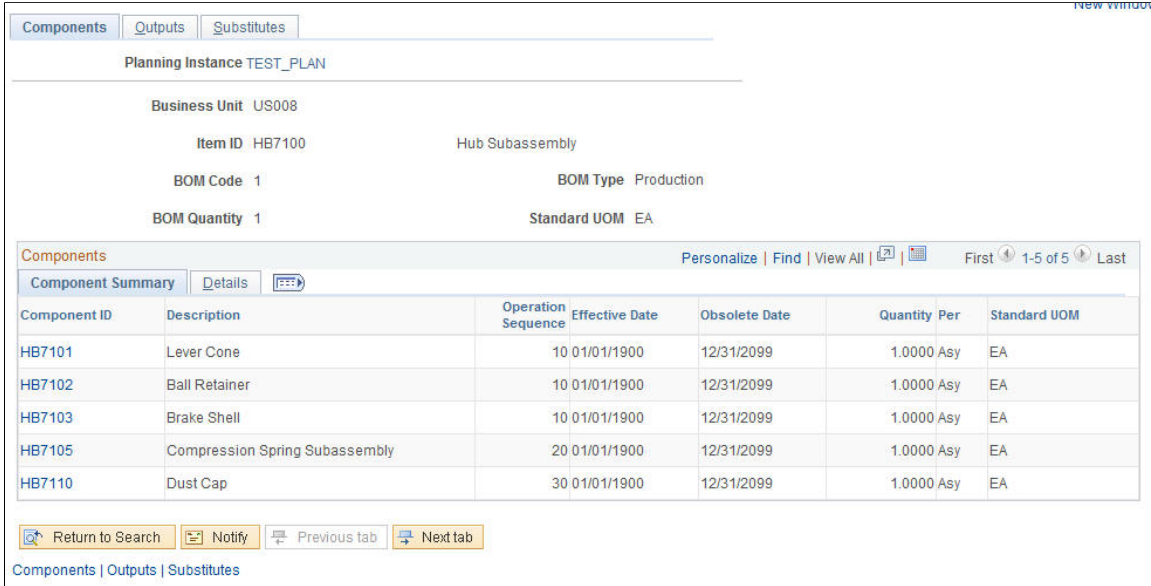 New Window
Components Outputs Substitutes
Planning Instance TEST_PLAN
Business Unit US008
Item ID HB7100 Hub Subassembly
BOM Code 1 BOM Type Production
BOM Quantity 1 Standard UOM EA
Components Personalize | Find | View All | | First 1-5 of 5 Last
Component Summary Details
Component ID Description Operation Sequence Effective Date Obsolete Date Quantity Per Standard UOM
HB7101 Lever Cone 10 01/01/1900 12/31/2099 1.0000 Asy EA
HB7102 Ball Retainer 10 01/01/1900 12/31/2099 1.0000 Asy EA
HB7103 Brake Shell 10 01/01/1900 12/31/2099 1.0000 Asy EA
HB7105 Compression Spring Subassembly 20 01/01/1900 12/31/2099 1.0000 Asy EA
HB7110 Dust Cap 30 01/01/1900 12/31/2099 1.0000 Asy EA
Return to Search Notify Previous tab Next tab
Components | Outputs | Substitutes